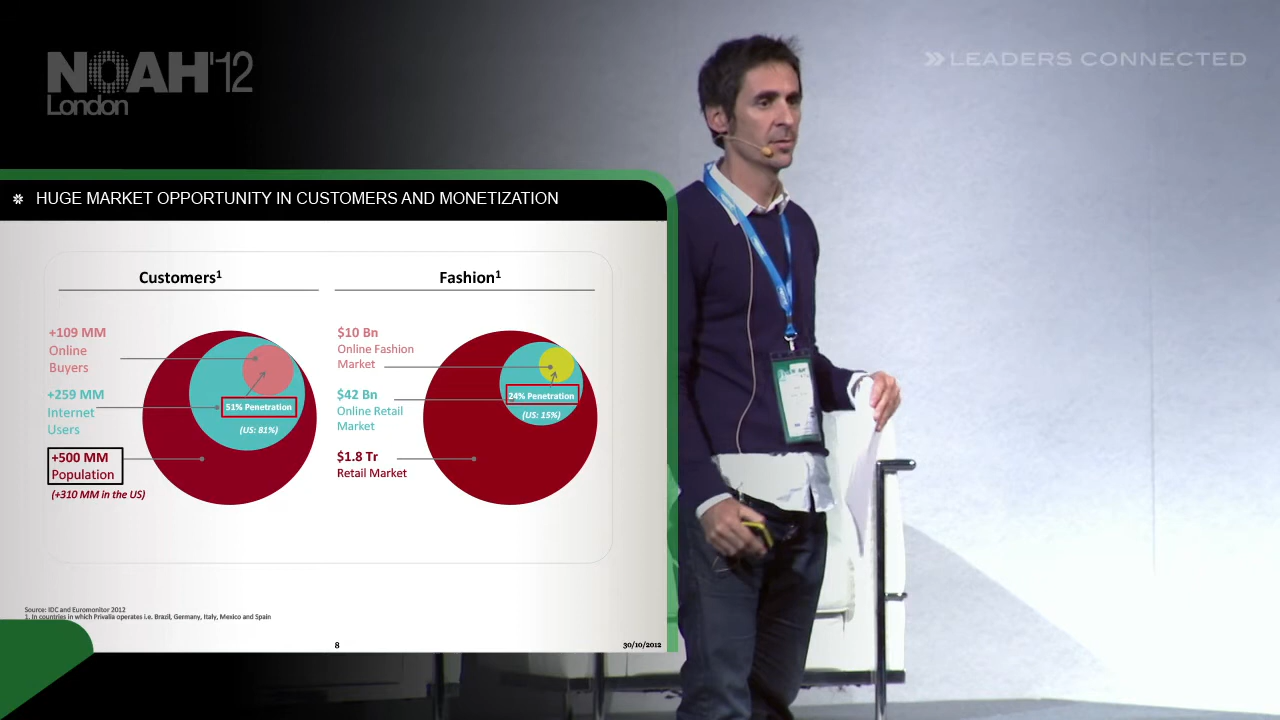 NOAH'12
London
LEADERS CONNECTED
HUGE MARKET OPPORTUNITY IN CUSTOMERS AND MONETIZATION
Customers¹
+109 MM
Online
Buyers
+259 MM
Internet
Users
+500 MM
Population
(+310 MM in the US)
51% Penetration
(US: 81%)
Fashion¹
$10 Bn
Online Fashion
Market
$42 Bn
Online Retail
Market
$1.8 Tr
Retail Market
24% Penetration
(US: 15%)
Source: IDC and Euromonitor 2012
1. In countries in which Privalia operates i.e. Brazil, Germany, Italy, Mexico and Spain
8
30/10/2012